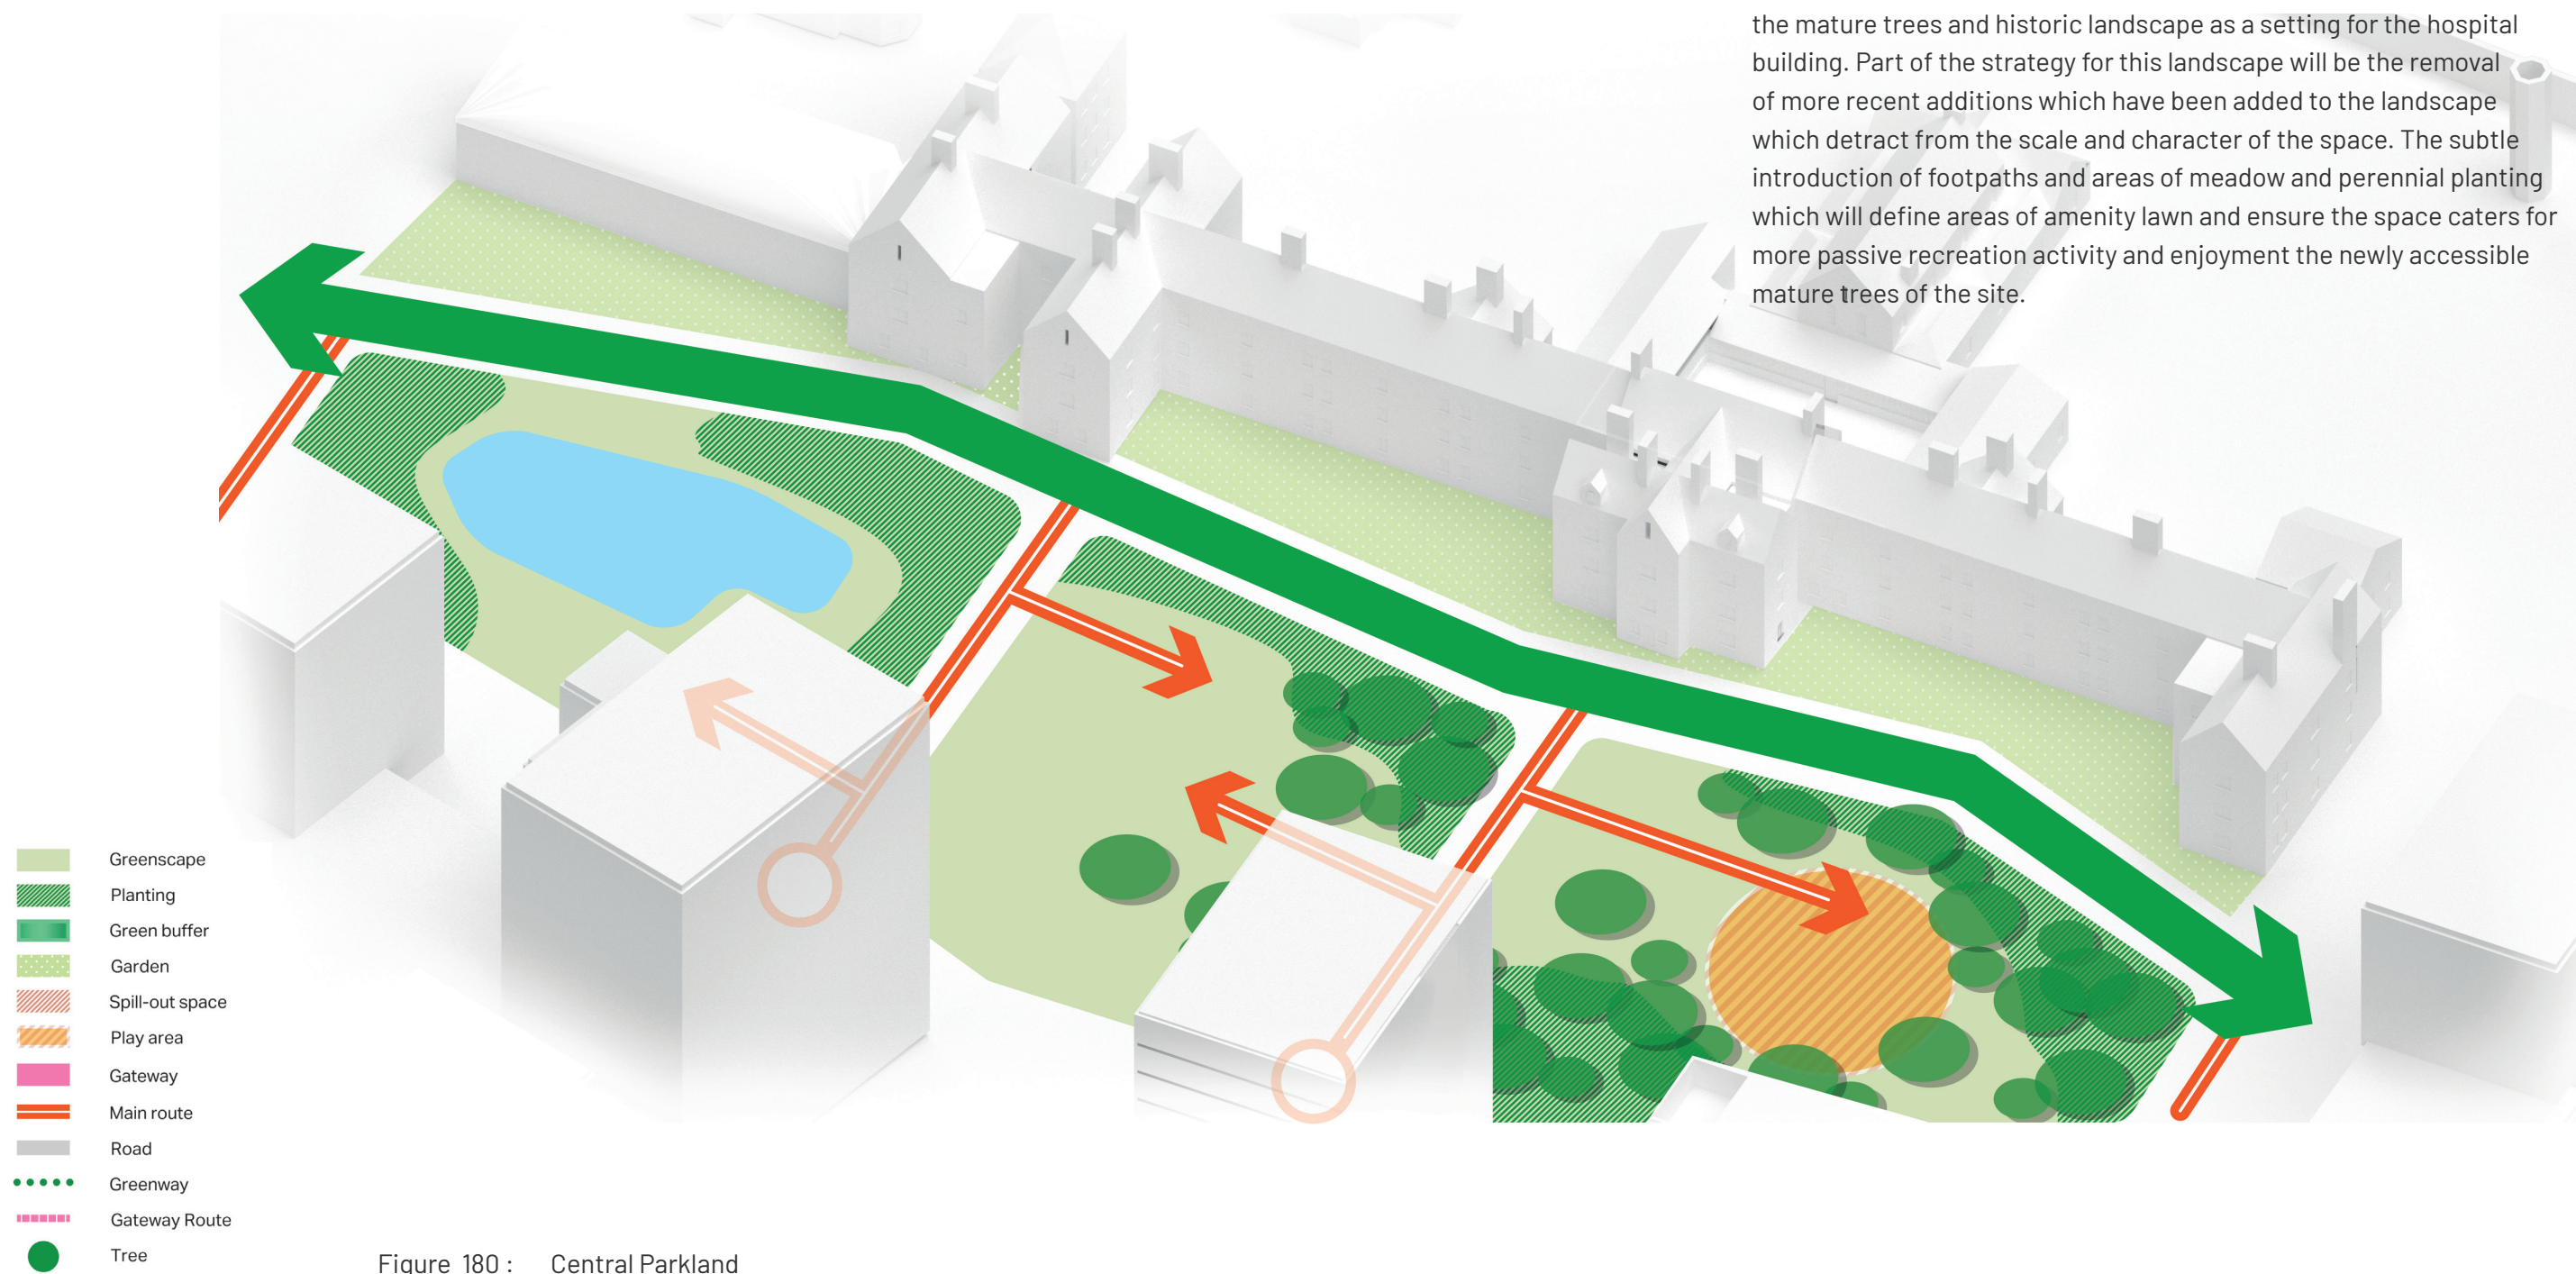 the mature trees and historic landscape as a setting for the hospital
building. Part of the strategy for this landscape will be the removal
of more recent additions which have been added to the landscape
which detract from the scale and character of the space. The subtle
introduction of footpaths and areas of meadow and perennial planting
which will define areas of amenity lawn and ensure the space caters for
more passive recreation activity and enjoyment the newly accessible
mature trees of the site.
Greenscape
Planting
Green buffer
Garden
Spill-out space
Play area
Gateway
Main route
Road
Greenway
Gateway Route
Tree
Figure 180 : Central Parkland